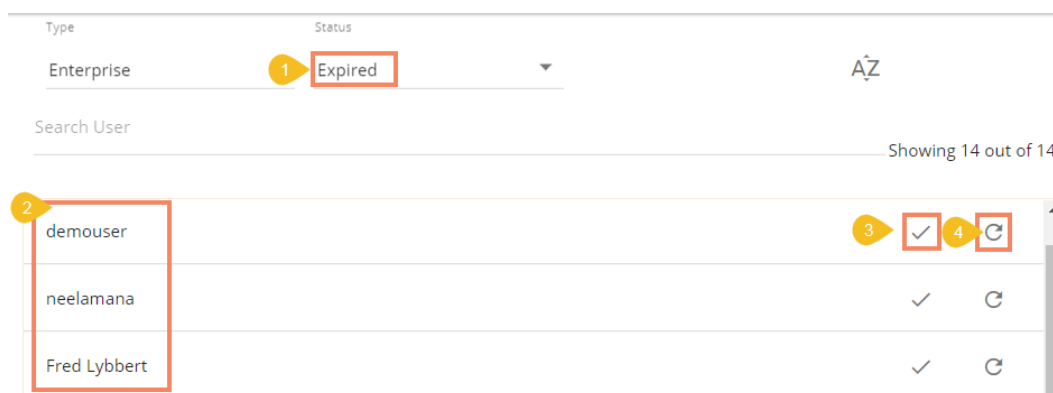 Type Status
Enterprise 1 Expired
AZ
Search User
Showing 14 out of 14
2
demouser 3 4
neelamana
Fred Lybbert